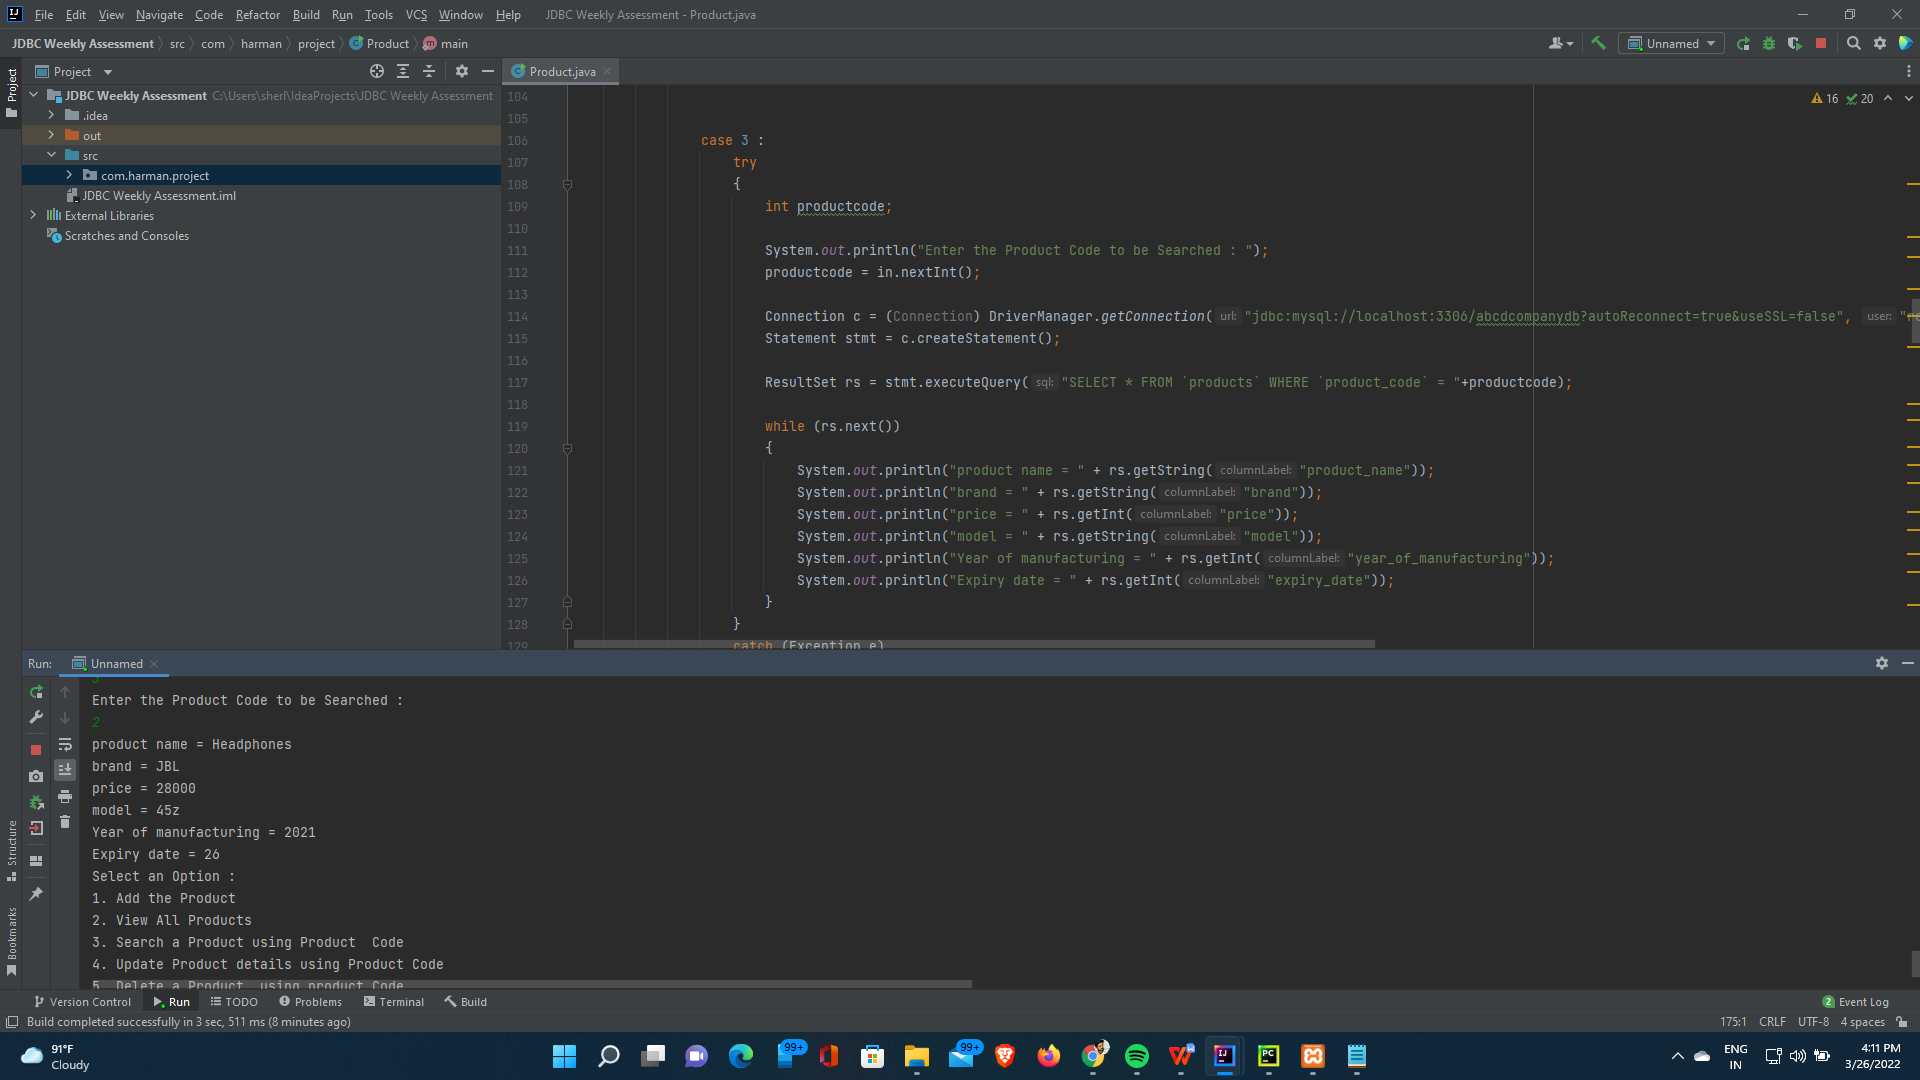 File Edit View Navigate Code Refactor Build Run Tools VCS Window Help JDBC Weekly Assessment - Product.java
JDBC Weekly Assessment src com harman project Product main Unnamed
Project Product.java
Project
JDBC Weekly Assessment C:\Users\sherl\IdeaProjects\JDBC Weekly Assessment
.idea
out
src
com.harman.project
JDBC Weekly Assessment.iml
External Libraries
Scratches and Consoles
16 20
104
105
106 case 3 :
107 try
108 {
109 int productcode;
110
111 System.out.println("Enter the Product Code to be Searched : ");
112 productcode = in.nextInt();
113
114 Connection c = (Connection) DriverManager.getConnection( url: "jdbc:mysql://localhost:3306/abcdcompanydb?autoReconnect=true&useSSL=false", user:
115 Statement stmt = c.createStatement();
116
117 ResultSet rs = stmt.executeQuery( sql: "SELECT * FROM `products` WHERE `product_code` = "+productcode);
118
119 while (rs.next())
120 {
121 System.out.println("product name = " + rs.getString( columnLabel: "product_name"));
122 System.out.println("brand = " + rs.getString( columnLabel: "brand"));
123 System.out.println("price = " + rs.getInt( columnLabel: "price"));
124 System.out.println("model = " + rs.getString( columnLabel: "model"));
125 System.out.println("Year of manufacturing = " + rs.getInt( columnLabel: "year_of_manufacturing"));
126 System.out.println("Expiry date = " + rs.getInt( columnLabel: "expiry_date"));
127 }
128 }
129 catch (Exception e)
Run: Unnamed
Enter the Product Code to be Searched :
2
product name = Headphones
brand = JBL
price = 28000
model = 45z
Year of manufacturing = 2021
Expiry date = 26
Select an Option :
1. Add the Product
2. View All Products
3. Search a Product using Product  Code
4. Update Product details using Product Code
5. Delete a Product  using product Code
Structure
Bookmarks
Version Control Run TODO Problems Terminal Build 2 Event Log
Build completed successfully in 3 sec, 511 ms (8 minutes ago) 175:1 CRLF UTF-8 4 spaces
91°F
Cloudy
99+ 99+
ENG
IN
4:11 PM
3/26/2022